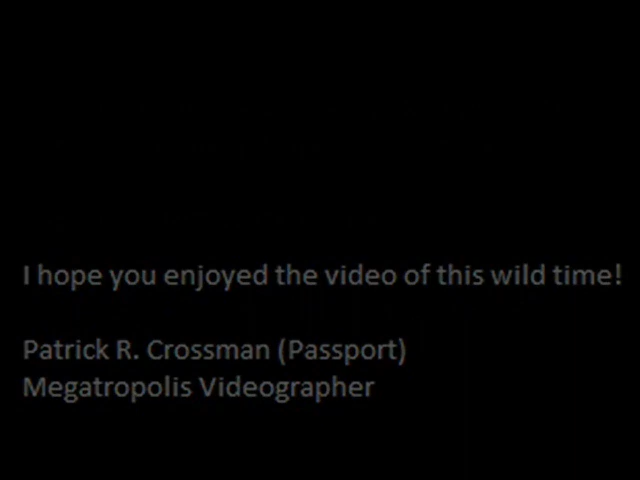 I hope you enjoyed the video of this wild time!
Patrick R. Crossman (Passport)
Megatropolis Videographer